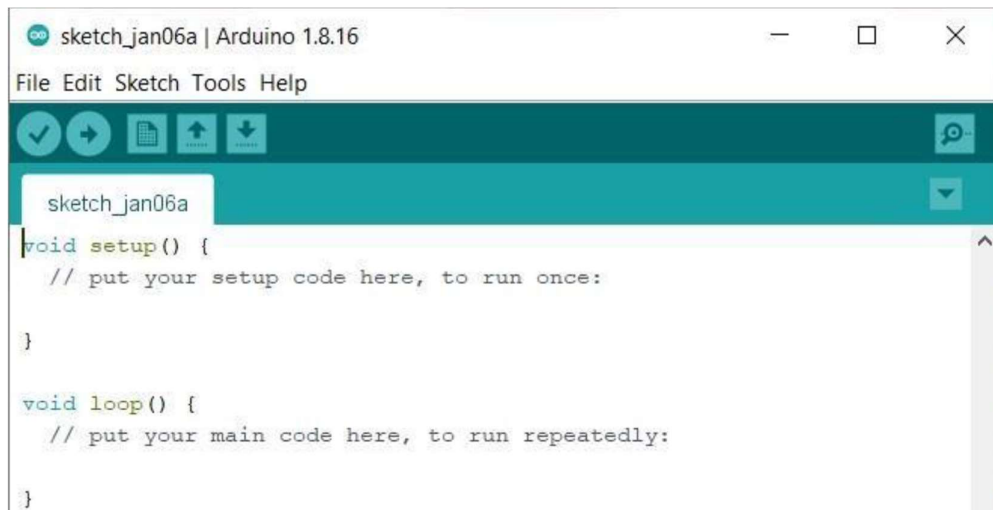 sketch_jan06a | Arduino 1.8.16
File Edit Sketch Tools Help
sketch_jan06a
void setup() {
  // put your setup code here, to run once:

}

void loop() {
  // put your main code here, to run repeatedly:

}